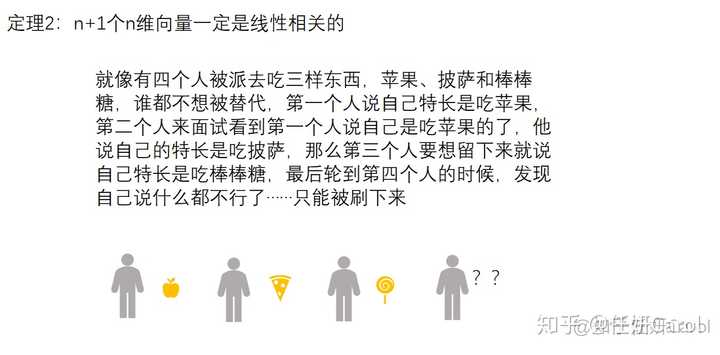 定理2：n+1个n维向量一定是线性相关的
就像有四个人被派去吃三样东西，苹果、披萨和棒棒
糖，谁都不想被替代，第一个人说自己特长是吃苹果，
第二个人来面试看到第一个人说自己是吃苹果的了，他
说自己的特长是吃披萨，那么第三个人要想留下来就说
自己特长是吃棒棒糖，最后轮到第四个人的时候，发现
自己说什么都不行了……只能被刷下来
？？
知乎